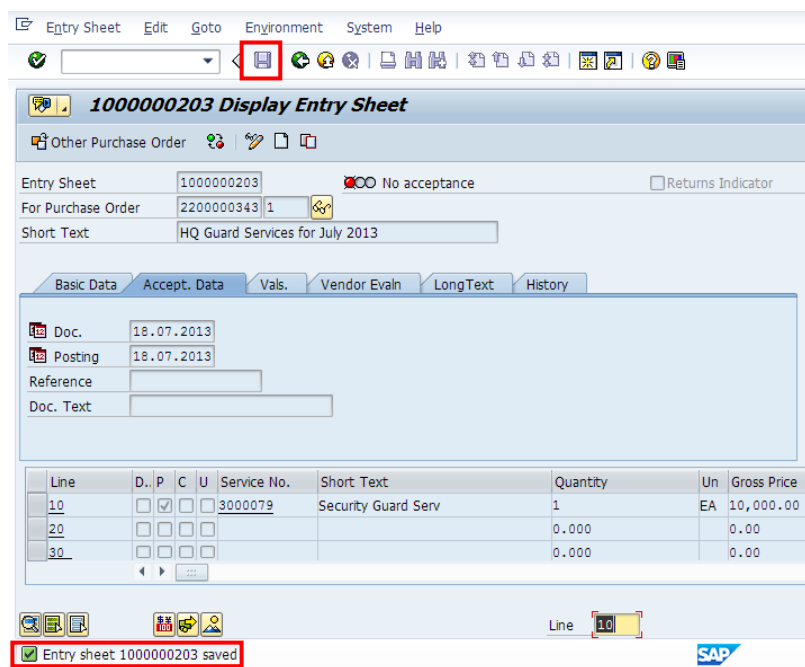 Entry Sheet Edit Goto Environment System Help
1000000203 Display Entry Sheet
Other Purchase Order
Entry Sheet 1000000203 No acceptance Returns Indicator
For Purchase Order 2200000343 1
Short Text HQ Guard Services for July 2013
Basic Data Accept. Data Vals. Vendor Evaln LongText History
Doc. 18.07.2013
Posting 18.07.2013
Reference
Doc. Text
Line D.. P C U Service No. Short Text Quantity Un Gross Price
10 3000079 Security Guard Serv 1 EA 10,000.00
20 0.000 0.00
30 0.000 0.00
Line 10
Entry sheet 1000000203 saved SAP